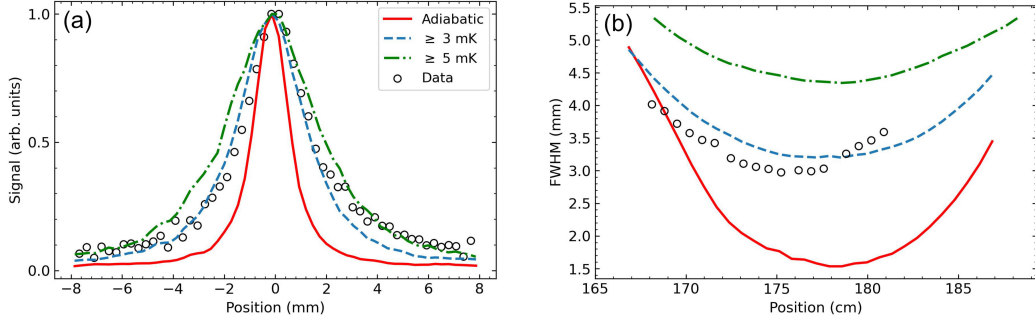 (a)
Adiabatic
≥ 3 mK
≥ 5 mK
Data
Signal (arb. units)
1.0
0.5
0.0
−8 −6 −4 −2 0 2 4 6 8
Position (mm)
(b)
FWHM (mm)
5.5
5.0
4.5
4.0
3.5
3.0
2.5
2.0
1.5
165 170 175 180 185
Position (cm)